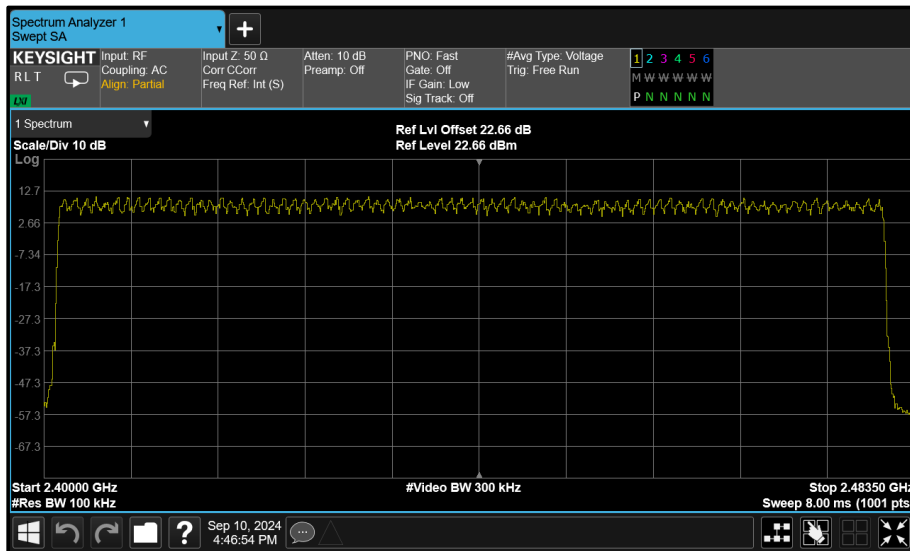 Spectrum Analyzer 1
Swept SA
KEYSIGHT
R L T
LXI
Input: RF
Coupling: AC
Align: Partial
Input Z: 50 Ω
Corr CCorr
Freq Ref: Int (S)
Atten: 10 dB
Preamp: Off
PNO: Fast
Gate: Off
IF Gain: Low
Sig Track: Off
#Avg Type: Voltage
Trig: Free Run
1 2 3 4 5 6
M W W W W W
P N N N N N
1 Spectrum
Scale/Div 10 dB
Ref Lvl Offset 22.66 dB
Ref Level 22.66 dBm
Log
12.7
2.66
-7.34
-17.3
-27.3
-37.3
-47.3
-57.3
-67.3
Start 2.40000 GHz
#Res BW 100 kHz
#Video BW 300 kHz
Stop 2.48350 GHz
Sweep 8.00 ms (1001 pts
?
Sep 10, 2024
4:46:54 PM